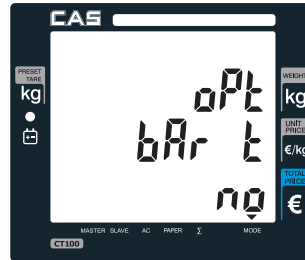 CAS
PRESET
TARE
kg
WEIGHT
kg
UNIT
PRICE
€/kg
TOTAL
PRICE
€
oPt
bAr t
no
MASTER SLAVE AC PAPER Σ MODE
CT100